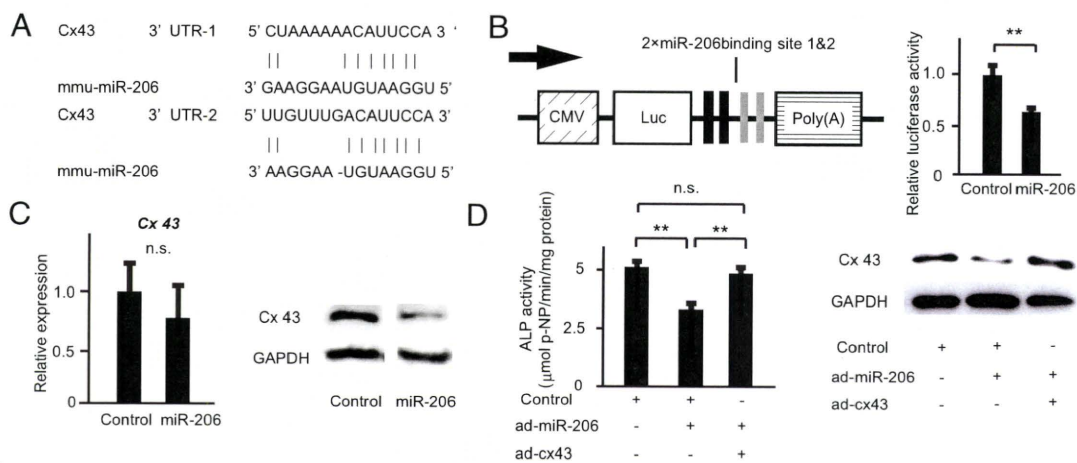 A
Cx43 3' UTR-1 5' CUAAAAAACAUUCCA 3 '
mmu-miR-206 3' GAAGGAAUGUAAGGU 5'
Cx43 3' UTR-2 5' UUGUUUGACAUUCCA 3'
mmu-miR-206 3' AAGGAA -UGUAAGGU 5'
B
2×miR-206binding site 1&2
CMV Luc Poly(A)
Relative luciferase activity
**
1.0
0.5
0
Control miR-206
C
Cx 43
n.s.
Relative expression
1.0
0.5
0
Control miR-206
Cx 43
GAPDH
Control miR-206
D
n.s.
** **
ALP activity
(μmol p-NP/min/mg protein)
5
2.5
0
Control + + -
ad-miR-206 - + +
ad-cx43 - - +
Cx 43
GAPDH
Control + + -
ad-miR-206 - + +
ad-cx43 - - +